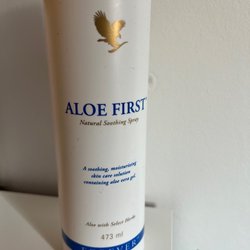 ALOE FIRST
Natural Soothing Spray
A soothing, moisturizing
skin care solution
containing aloe vera gel
Aloe with Select Herbs
473 ml